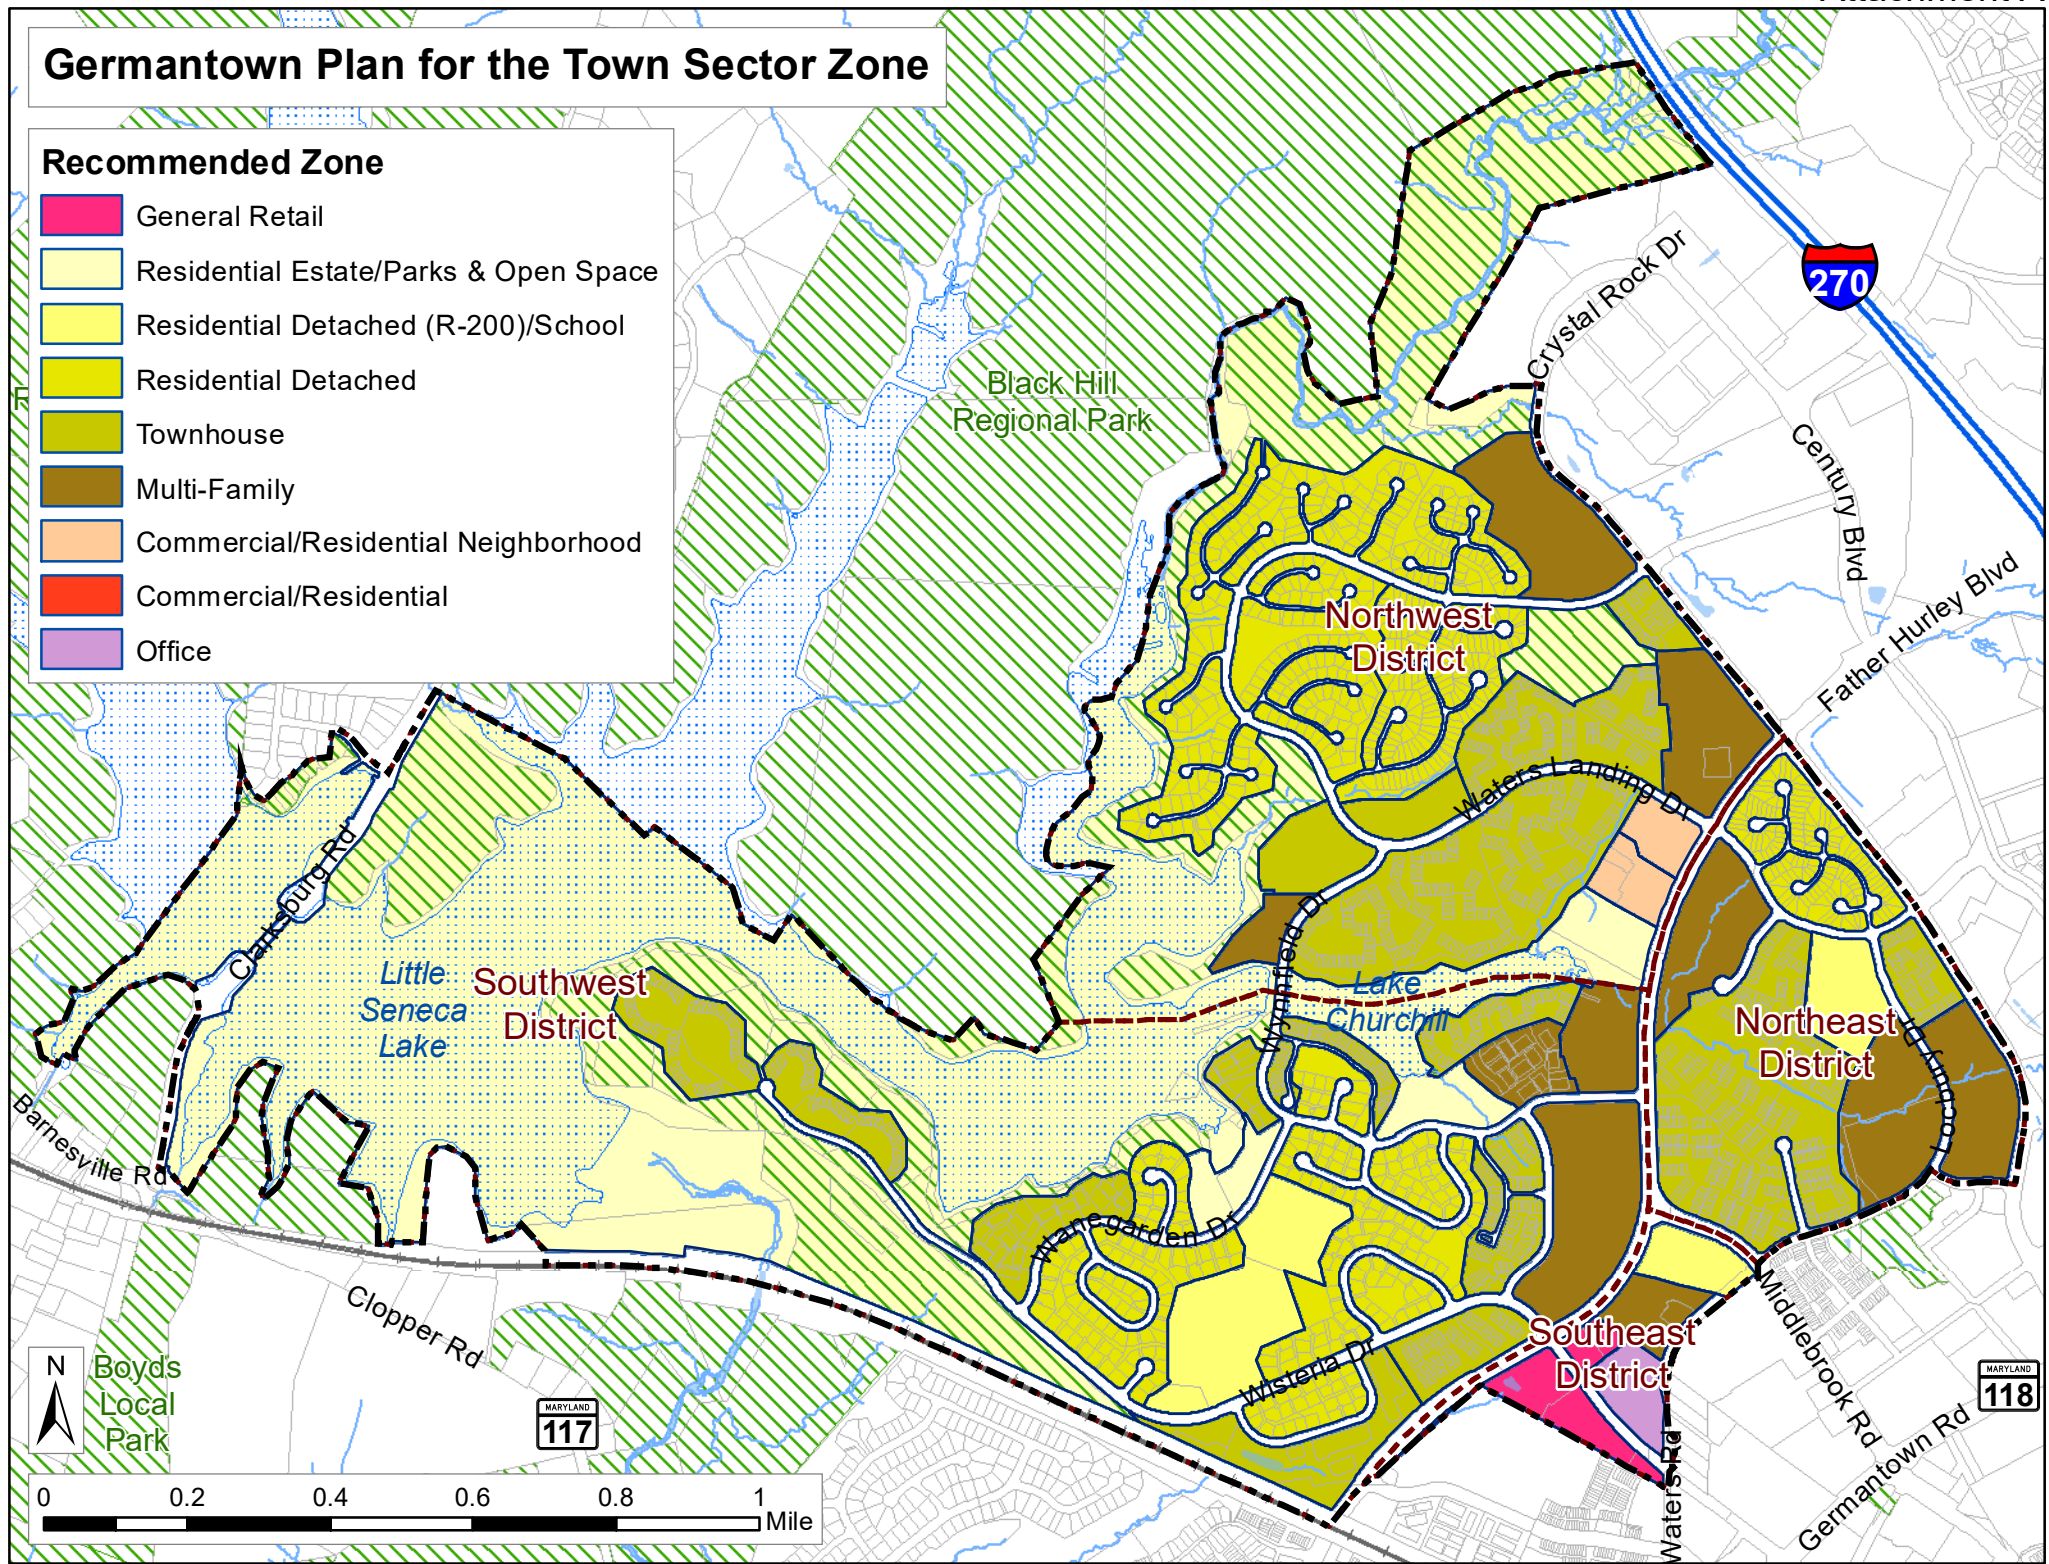 Germantown Plan for the Town Sector Zone
Recommended Zone
General Retail
Residential Estate/Parks & Open Space
Residential Detached (R-200)/School
Residential Detached
Townhouse
Multi-Family
Commercial/Residential Neighborhood
Commercial/Residential
Office
270
Crystal Rock Dr
Black Hill
Regional Park
Century Blvd
Father Hurley Blvd
Northwest
District
Waters Landing Dr
Clarksburg Rd
Wynnfield Dr
Little
Seneca
Lake
Southwest
District
Lake
Churchill
Northeast
District
Locbury Dr
Barnesville Rd
Wanegarden Dr
Clopper Rd
Wisteria Dr
Southeast
District
Middlebrook Rd
Waters Rd
Germantown Rd
MARYLAND
118
MARYLAND
117
N
Boyds
Local
Park
0 0.2 0.4 0.6 0.8 1
Mile